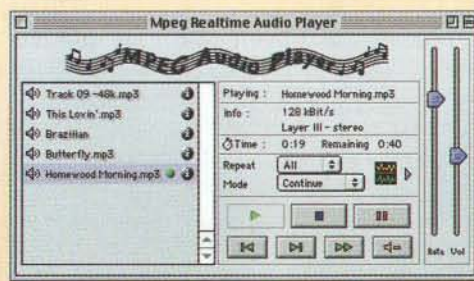 Mpeg Realtime Audio Player
MPEG Audio Player
Track 09 -48k.mp3
This Lovin'.mp3
Brazilian
Butterfly.mp3
Homewood Morning.mp3
Playing : Homewood Morning.mp3
Info : 128 kBit/s
Layer III - stereo
Time : 0:19 Remaining 0:40
Repeat All
Mode Continue
Rate Vol